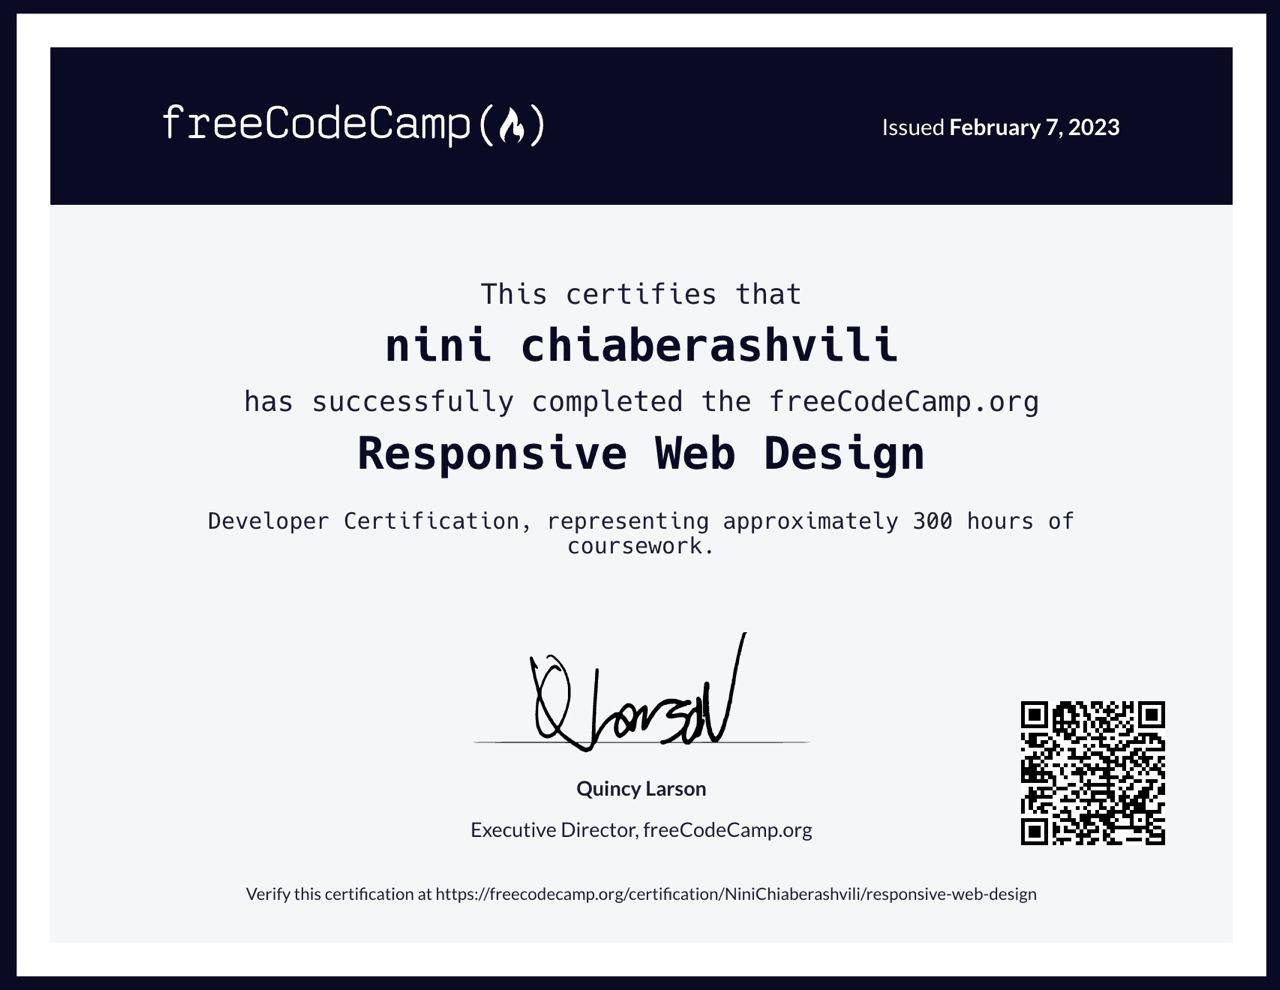 freeCodeCamp
Issued February 7, 2023
This certifies that
nini chiaberashvili
has successfully completed the freeCodeCamp.org
Responsive Web Design
Developer Certification, representing approximately 300 hours of
coursework.
Q Larson
Quincy Larson
Executive Director, freeCodeCamp.org
Verify this certification at https://freecodecamp.org/certification/NiniChiaberashvili/responsive-web-design